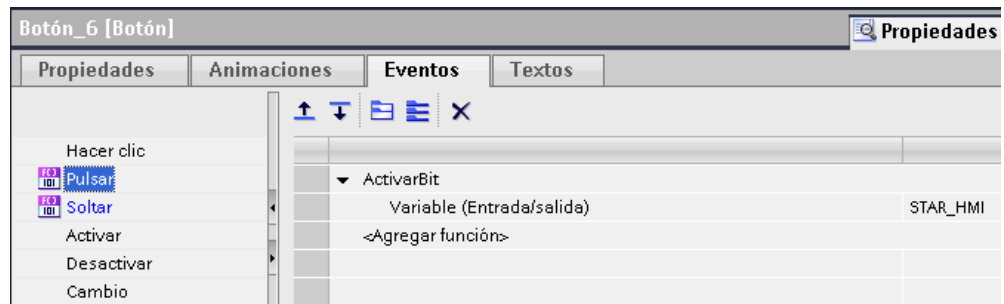 Botón_6 [Botón]
Propiedades
Propiedades Animaciones Eventos Textos
Hacer clic
Pulsar
Soltar
Activar
Desactivar
Cambio
ActivarBit
Variable (Entrada/salida) STAR_HMI
<Agregar función>